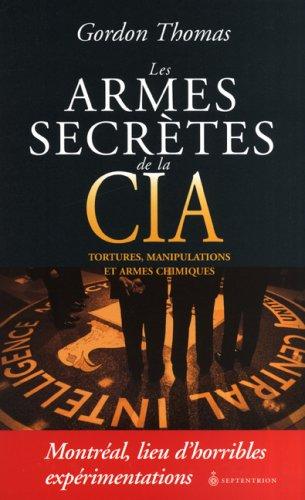 Gordon Thomas
Les
ARMES
SECRÈTES
de la
CIA
TORTURES, MANIPULATIONS
ET ARMES CHIMIQUES
CENTRAL INTELLIGENCE
Montréal, lieu d'horribles
expérimentations
SEPTENTRION